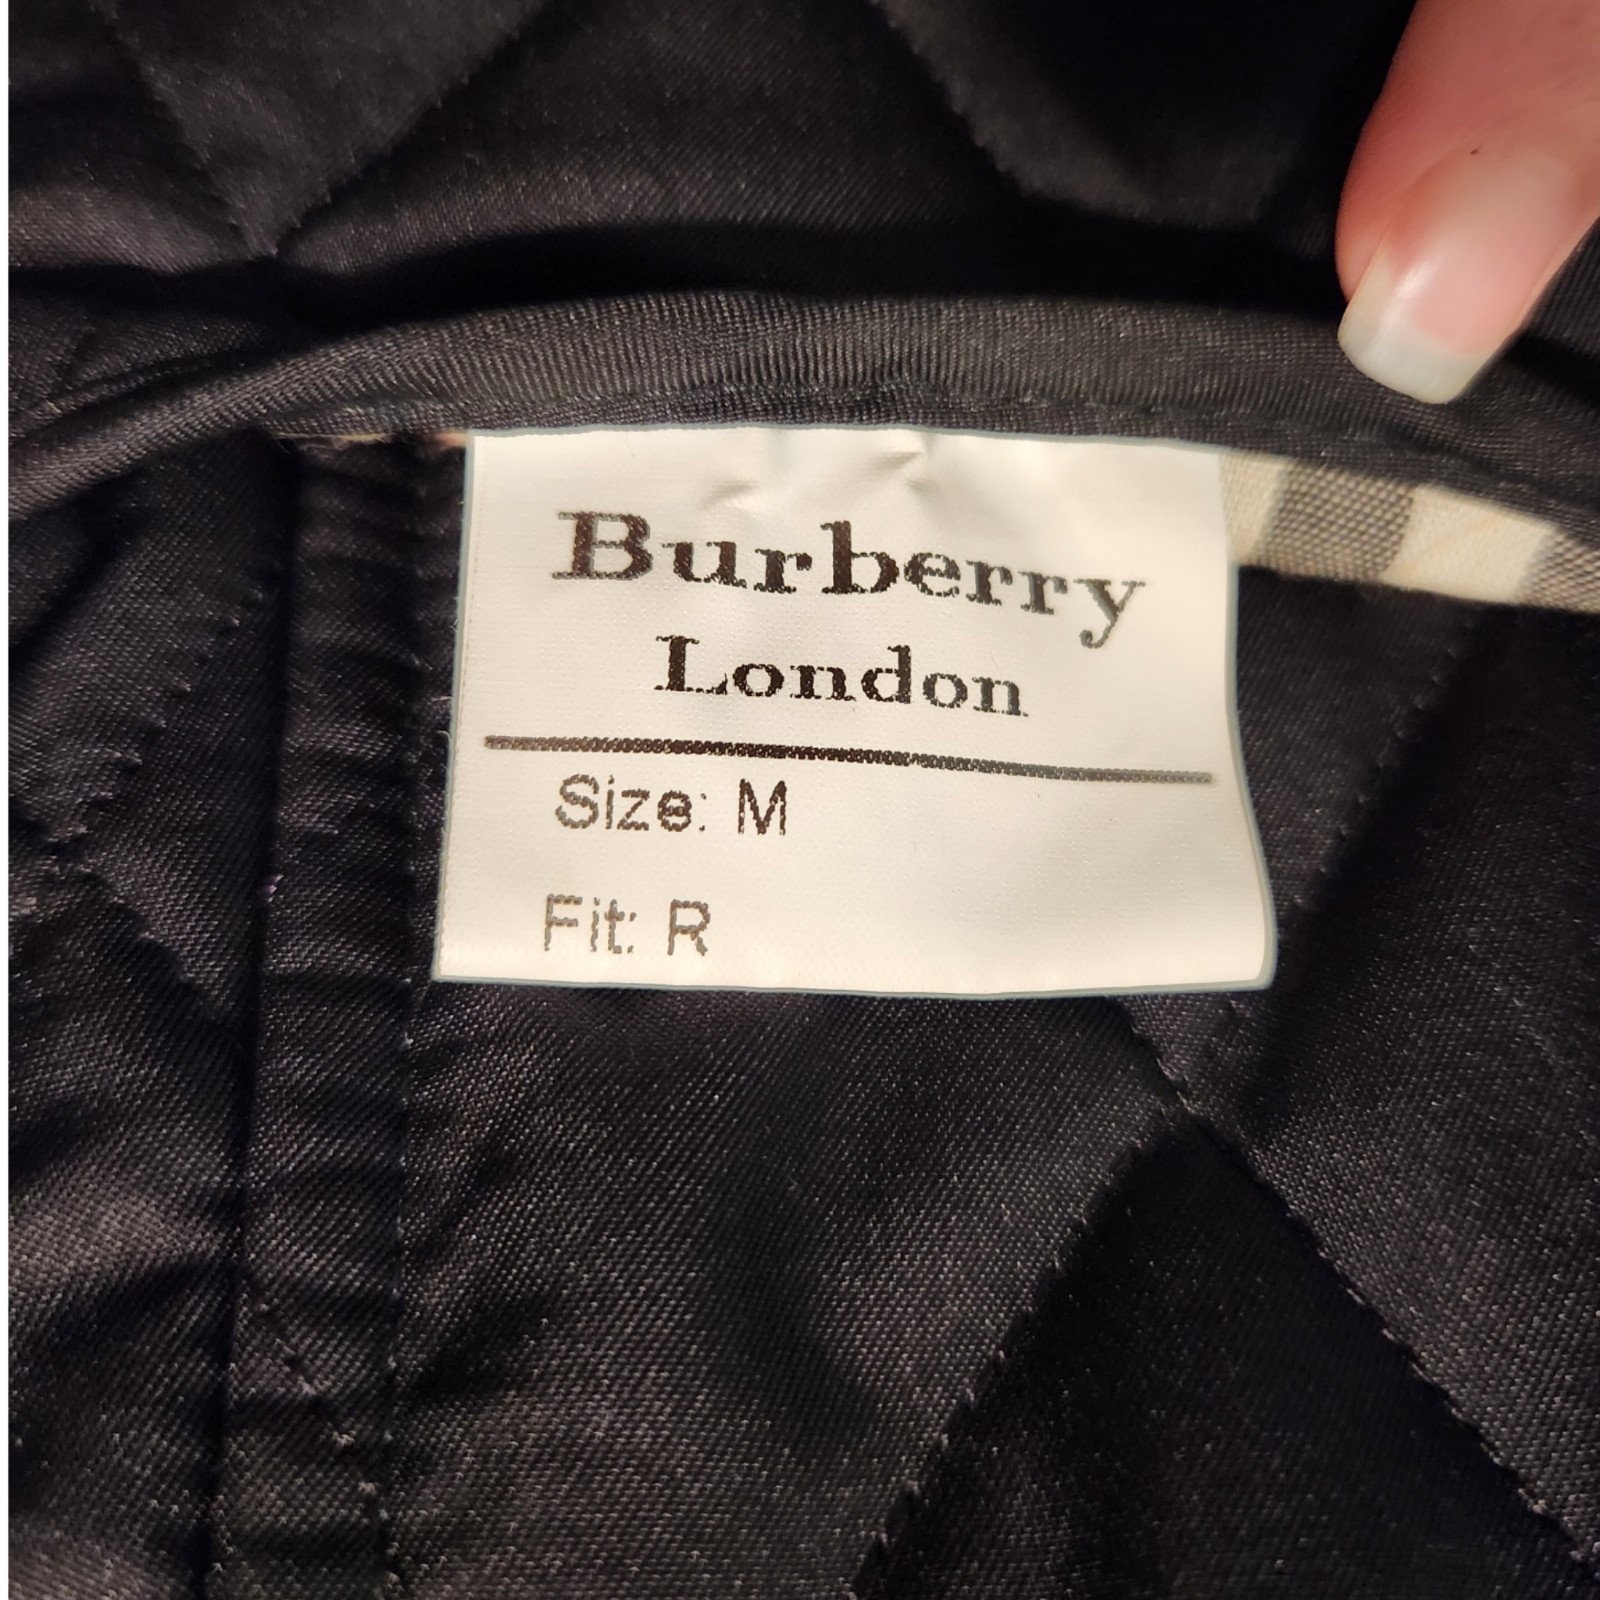 Burberry
London
Size: M
Fit: R